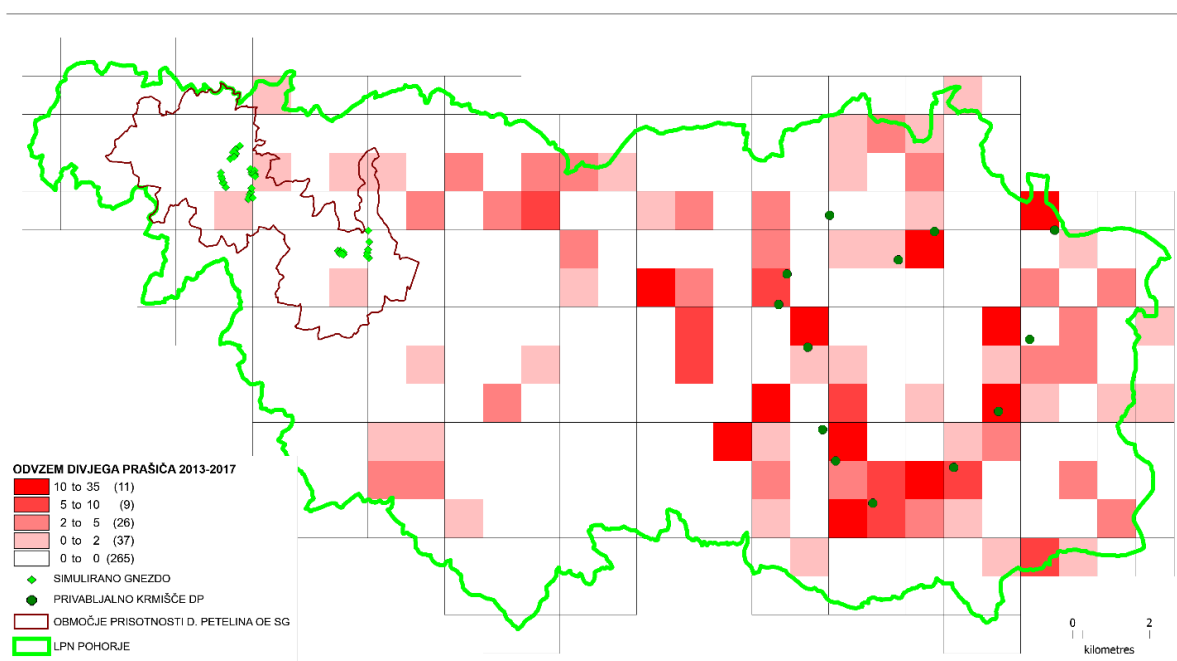 ODVZEM DIVJEGA PRAŠIČA 2013-2017
10 to 35 (11)
5 to 10 (9)
2 to 5 (26)
0 to 2 (37)
0 to 0 (265)
SIMULIRANO GNEZDO
PRIVABLJALNO KRMIŠČE DP
OBMOČJE PRISOTNOSTI D. PETELINA OE SG
LPN POHORJE
0 2
kilometres